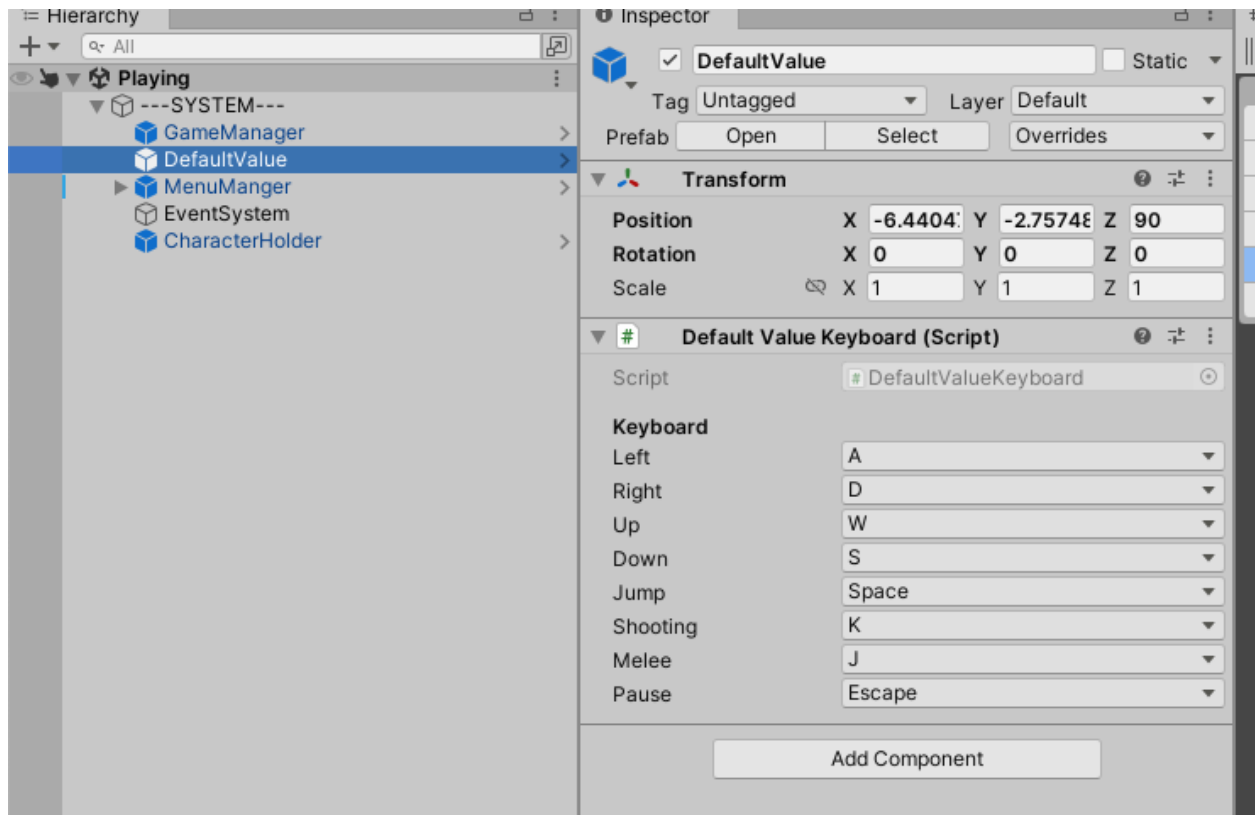 Hierarchy
All
Playing
---SYSTEM---
GameManager
DefaultValue
MenuManger
EventSystem
CharacterHolder
Inspector
DefaultValue Static
Tag Untagged Layer Default
Prefab Open Select Overrides
Transform
Position X -6.4404 Y -2.75748 Z 90
Rotation X 0 Y 0 Z 0
Scale X 1 Y 1 Z 1
# Default Value Keyboard (Script)
Script # DefaultValueKeyboard
Keyboard
Left A
Right D
Up W
Down S
Jump Space
Shooting K
Melee J
Pause Escape
Add Component